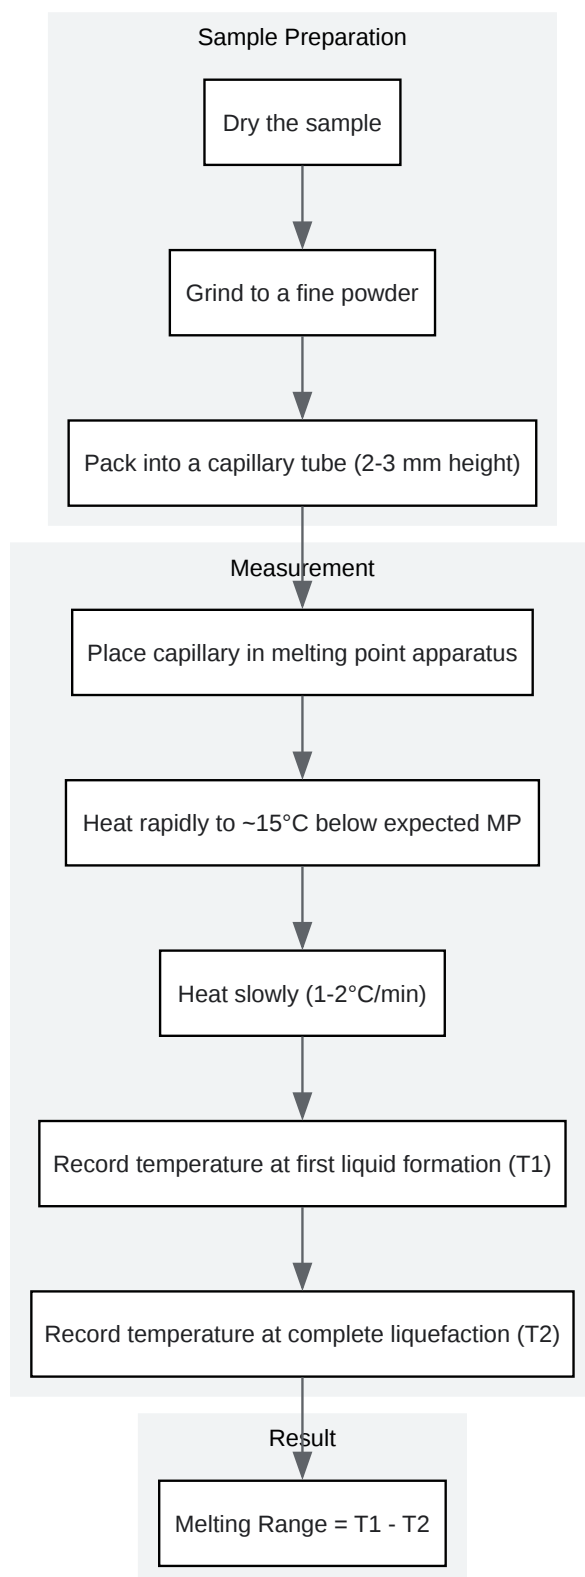 Sample Preparation
Dry the sample
Grind to a fine powder
Pack into a capillary tube (2-3 mm height)
Measurement
Place capillary in melting point apparatus
Heat rapidly to ~15°C below expected MP
Heat slowly (1-2°C/min)
Record temperature at first liquid formation (T1)
Record temperature at complete liquefaction (T2)
Result
Melting Range = T1 - T2